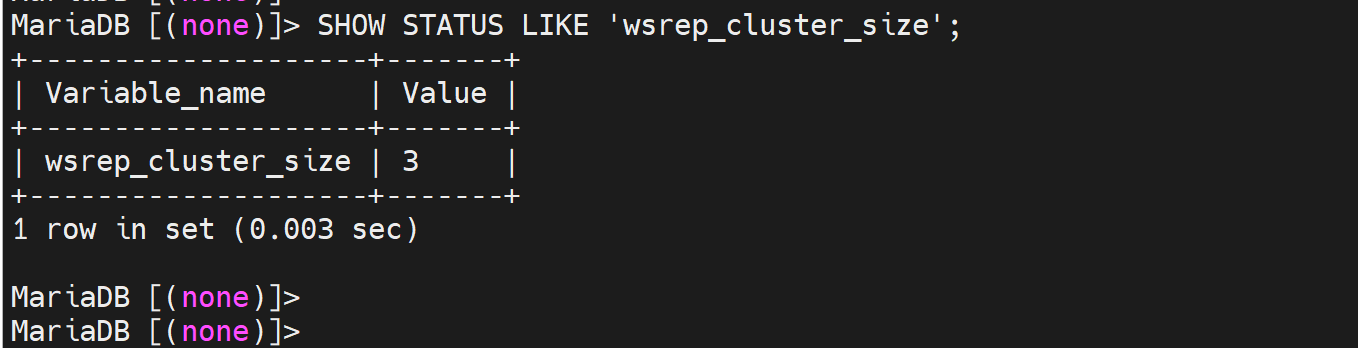 MariaDB [(none)]> SHOW STATUS LIKE 'wsrep_cluster_size';
+--------------------+-------+
| Variable_name      | Value |
+--------------------+-------+
| wsrep_cluster_size | 3     |
+--------------------+-------+
1 row in set (0.003 sec)

MariaDB [(none)]>
MariaDB [(none)]>